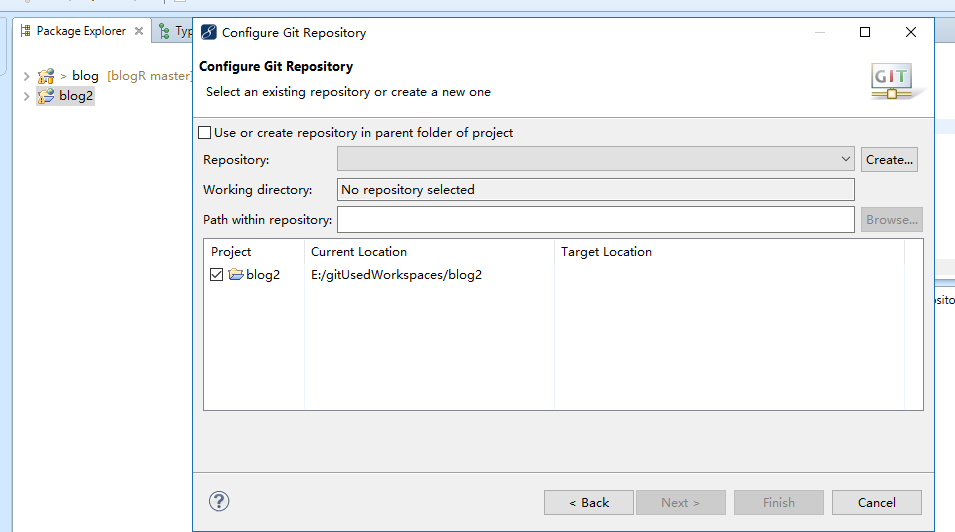 Package Explorer
Typ
> blog [blogR master]
blog2
Configure Git Repository
Configure Git Repository
Select an existing repository or create a new one
GIT
Use or create repository in parent folder of project
Repository:
Create...
Working directory:
No repository selected
Path within repository:
Browse...
Project
Current Location
Target Location
blog2
E:/gitUsedWorkspaces/blog2
< Back
Next >
Finish
Cancel